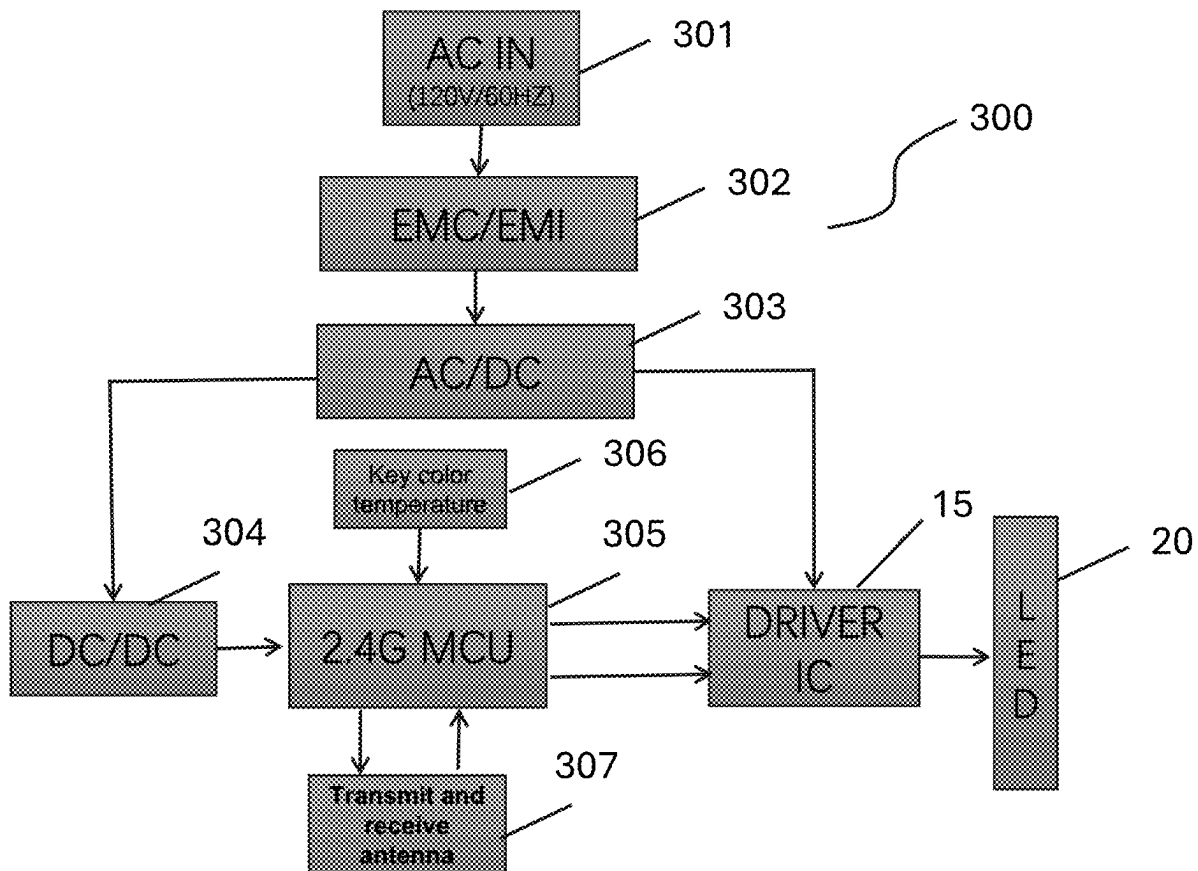 AC IN
(120V/60HZ)
301
300
EMC/EMI
302
AC/DC
303
Key color
temperature
306
DC/DC
304
2.4G MCU
305
DRIVER
IC
15
L
E
D
20
Transmit and
receive
antenna
307